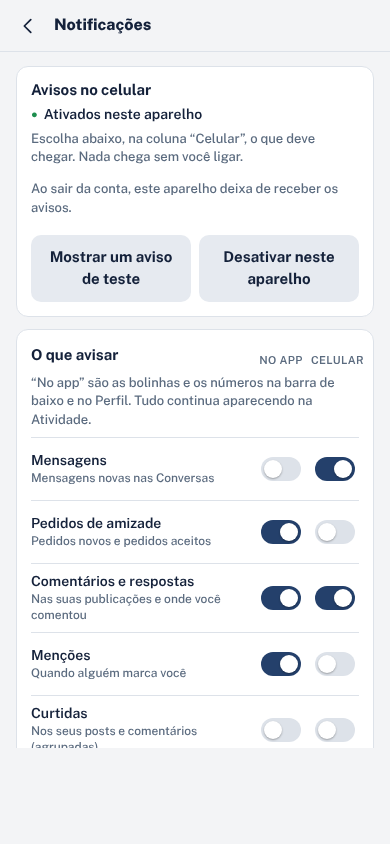 Notificações
Avisos no celular
• Ativados neste aparelho
Escolha abaixo, na coluna “Celular”, o que deve
chegar. Nada chega sem você ligar.
Ao sair da conta, este aparelho deixa de receber os
avisos.
Mostrar um aviso
de teste
Desativar neste
aparelho
O que avisar
NO APP CELULAR
“No app” são as bolinhas e os números na barra de
baixo e no Perfil. Tudo continua aparecendo na
Atividade.
Mensagens
Mensagens novas nas Conversas
Pedidos de amizade
Pedidos novos e pedidos aceitos
Comentários e respostas
Nas suas publicações e onde você
comentou
Menções
Quando alguém marca você
Curtidas
Nos seus posts e comentários
(agrupadas)